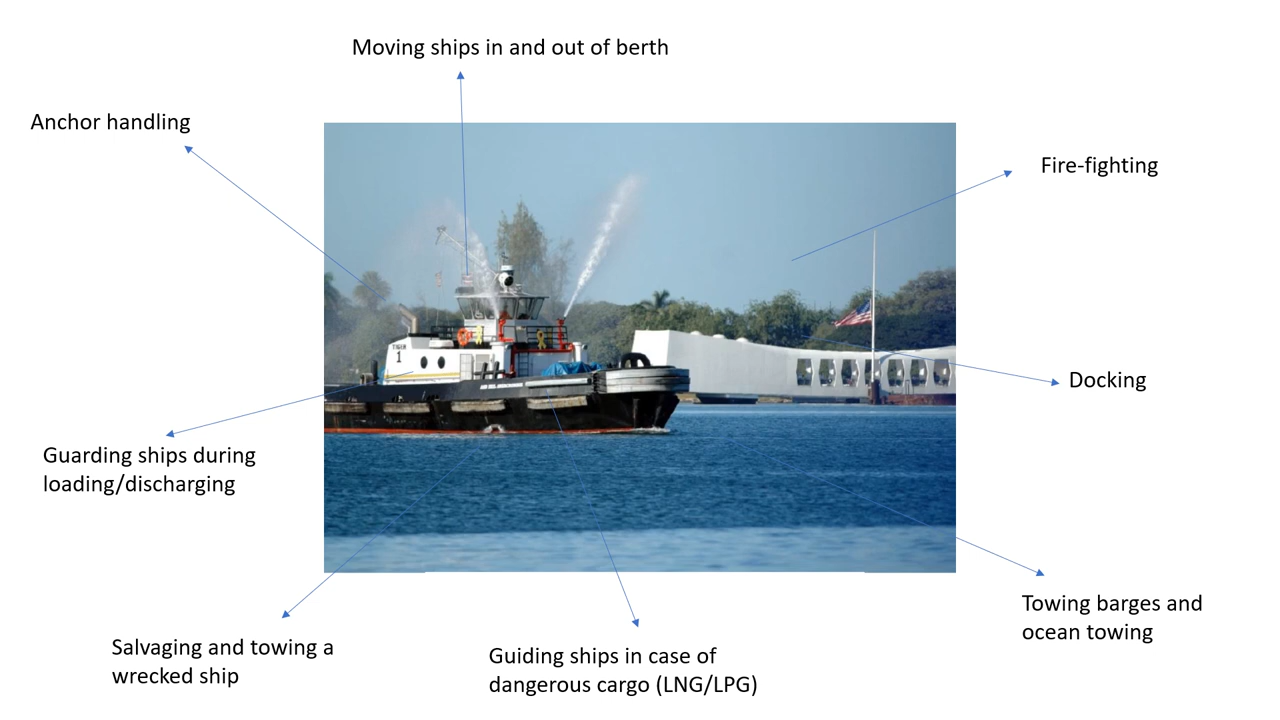 Moving ships in and out of berth
Anchor handling
Fire-fighting
TIGER
1
Docking
Guarding ships during
loading/discharging
Towing barges and
ocean towing
Salvaging and towing a
wrecked ship
Guiding ships in case of
dangerous cargo (LNG/LPG)